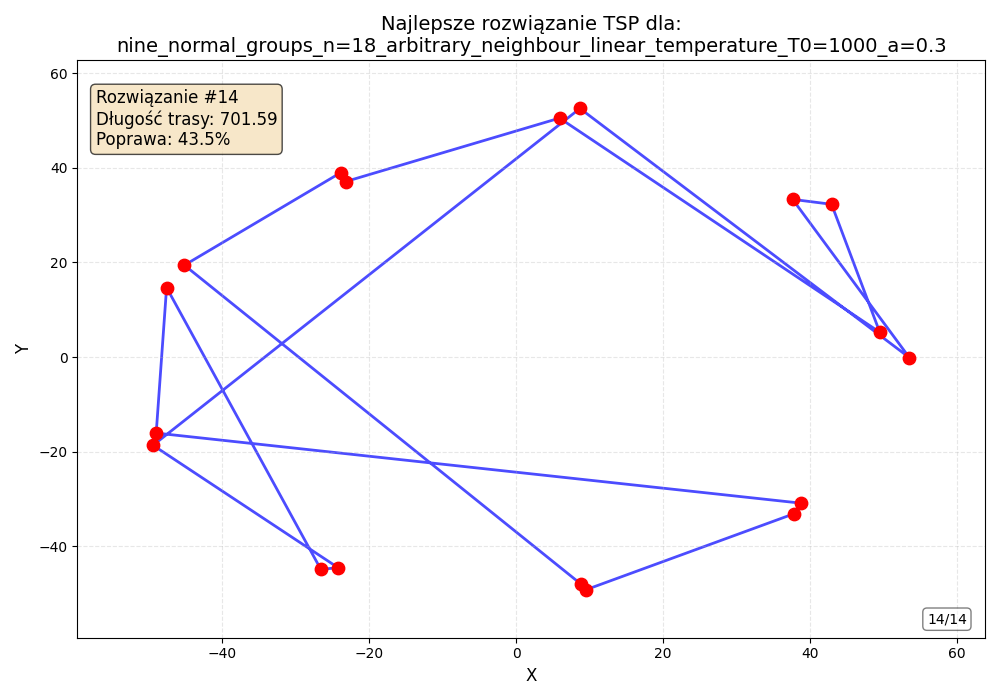 Najlepsze rozwiązanie TSP dla:
nine_normal_groups_n=18_arbitrary_neighbour_linear_temperature_T0=1000_a=0.3
Rozwiązanie #14
Długość trasy: 701.59
Poprawa: 43.5%
60
40
20
0
−20
−40
Y
14/14
−40
−20
0
20
40
60
X